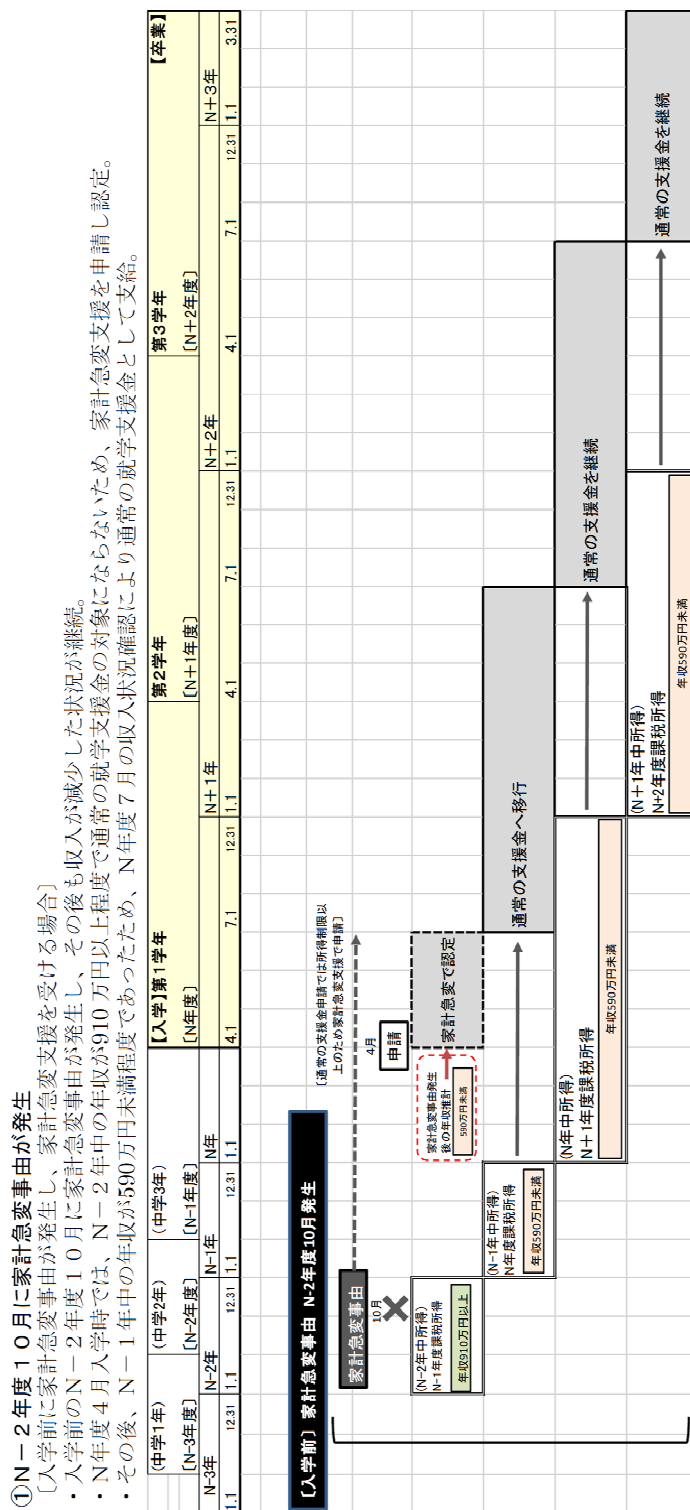 ①Ｎ－２年度１０月に家計急変事由が発生
〔入学前に家計急変事由が発生し、家計急変支援を受ける場合〕
・入学前のＮ－２年度１０月に家計急変事由が発生し、その後も収入が減少した状況が継続。
・Ｎ年度４月入学時では、Ｎ－２年中の年収が910万円以上程度で通常の就学支援金の対象にならないため、家計急変支援を申請し認定。
・その後、Ｎ－１年中の年収が590万円未満程度であったため、Ｎ年度７月の収入状況確認により通常の就学支援金として支給。
(中学1年) (中学2年) (中学3年) 【入学】第１学年 第２学年 第３学年 【卒業】
[N-3年度] [N-2年度] [N-1年度] [N年度] [N＋1年度] [N＋2年度]
N-3年 N-2年 N-1年 N年 N＋1年 N＋2年 N＋3年
1.1 12.31 1.1 12.31 1.1 12.31 1.1 4.1 7.1 12.31 1.1 4.1 7.1 12.31 1.1 4.1 7.1 12.31 1.1 3.31
【入学前】 家計急変事由 N-2年度10月発生
［通常の支援金申請では所得制限以
上のため家計急変支援で申請］
家計急変事由
10月
4月
申請
(N-2年中所得)
N-1年度課税所得
年収910万円以上
家計急変事由発生
後の年収推計
590万円未満
家計急変で認定
(N-1年中所得)
N年度課税所得
年収590万円未満
通常の支援金へ移行
(N年中所得)
N＋1年度課税所得
年収590万円未満
通常の支援金を継続
(N＋1年中所得)
N+2年度課税所得
年収590万円未満
通常の支援金を継続